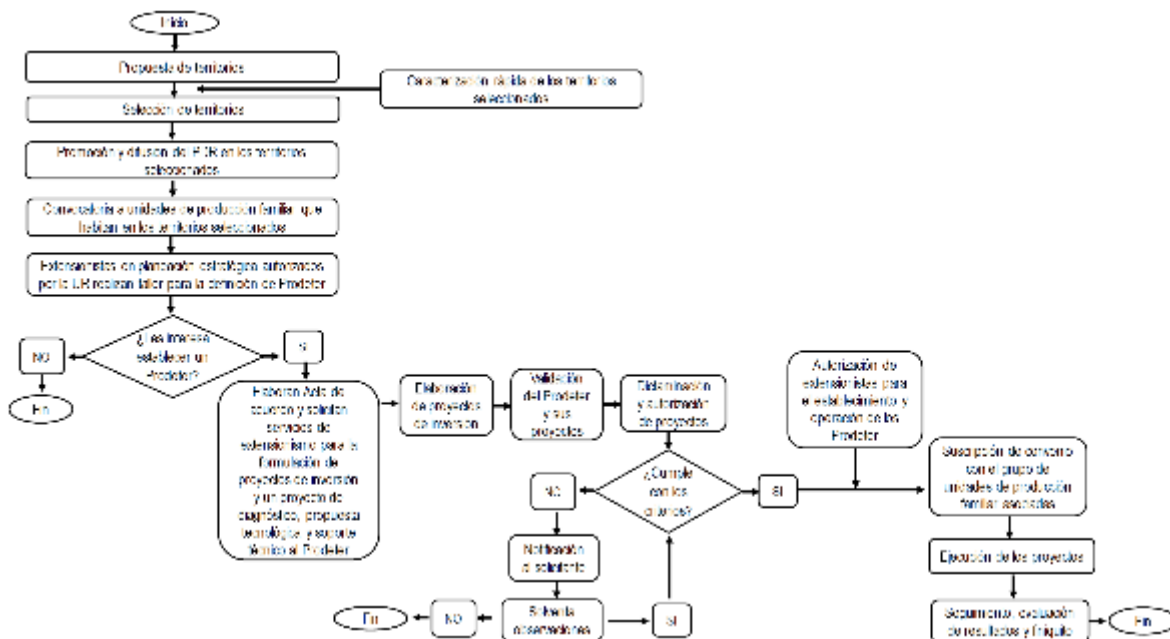 Inicio
Propuesta de territorios
Caracterización rápida de los territorios
seleccionados
Selección de territorios
Promoción y difusión del PDR en los territorios
seleccionados
Convocatoria a unidades de producción familiar que
habitan en los territorios seleccionados
Extensionistas en planeación estratégica autorizados
por la UR realizan taller para la definición de Prodeter
¿Les interesa
establecer un
Prodeter?
NO
SI
Fin
Elaboran Acta de
acuerdo y solicitan
servicios de
extensionismo para la
formulación de
proyectos de inversión
y un proyecto de
diagnóstico, propuesta
tecnológica y soporte
técnico al Prodeter
Elaboración
de proyectos
de inversión
Validación
del Prodeter
y sus
proyectos
Dictaminación
y autorización
de proyectos
Autorización de
extensionistas para
el establecimiento y
operación de los
Prodeter
¿Cumple
con los
criterios?
NO
SI
Suscripción de convenio
con el grupo de
unidades de producción
familiar asociadas
Notificación
al solicitante
Ejecución de los proyectos
Solventa
observaciones
SI
NO
Fin
Seguimiento, evaluación
de resultados y finiquito
Fin